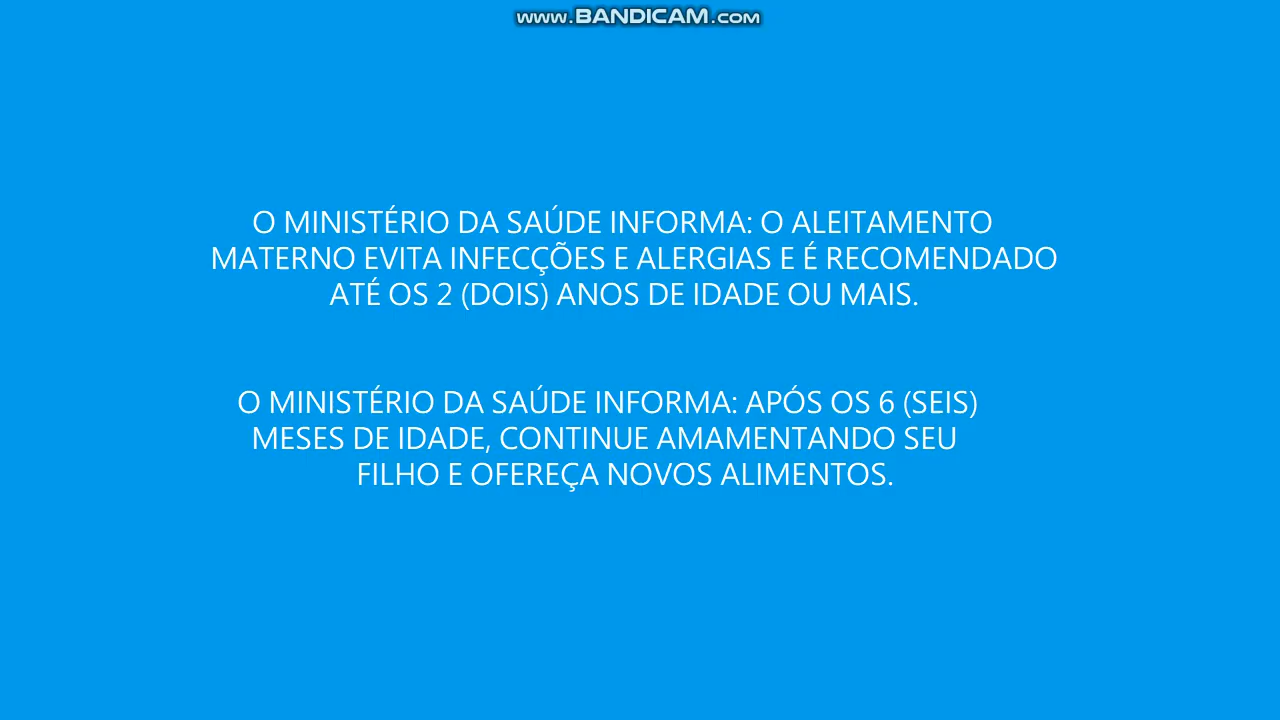 www.BANDICAM.com
O MINISTÉRIO DA SAÚDE INFORMA: O ALEITAMENTO
MATERNO EVITA INFECÇÕES E ALERGIAS E É RECOMENDADO
ATÉ OS 2 (DOIS) ANOS DE IDADE OU MAIS.
O MINISTÉRIO DA SAÚDE INFORMA: APÓS OS 6 (SEIS)
MESES DE IDADE, CONTINUE AMAMENTANDO SEU
FILHO E OFEREÇA NOVOS ALIMENTOS.